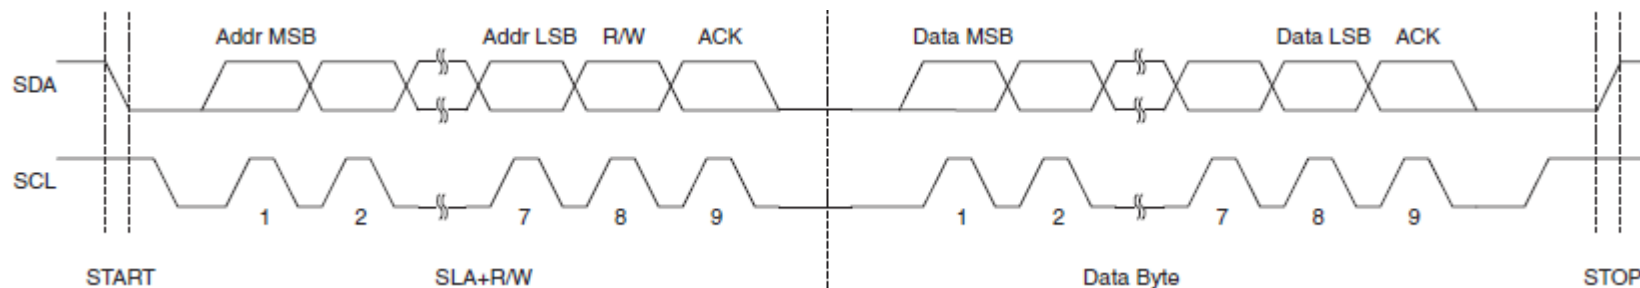 Addr MSB Addr LSB R/W ACK Data MSB Data LSB ACK
SDA
SCL
1 2 7 8 9 1 2 7 8 9
START SLA+R/W Data Byte STOP